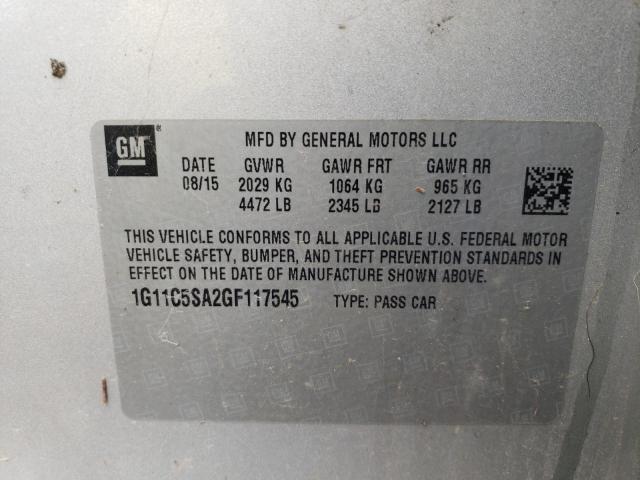 GM
MFD BY GENERAL MOTORS LLC
DATE GVWR GAWR FRT GAWR RR
08/15 2029 KG 1064 KG 965 KG
4472 LB 2345 LB 2127 LB
THIS VEHICLE CONFORMS TO ALL APPLICABLE U.S. FEDERAL MOTOR
VEHICLE SAFETY, BUMPER, AND THEFT PREVENTION STANDARDS IN
EFFECT ON THE DATE OF MANUFACTURE SHOWN ABOVE.
1G11C5SA2GF117545 TYPE: PASS CAR